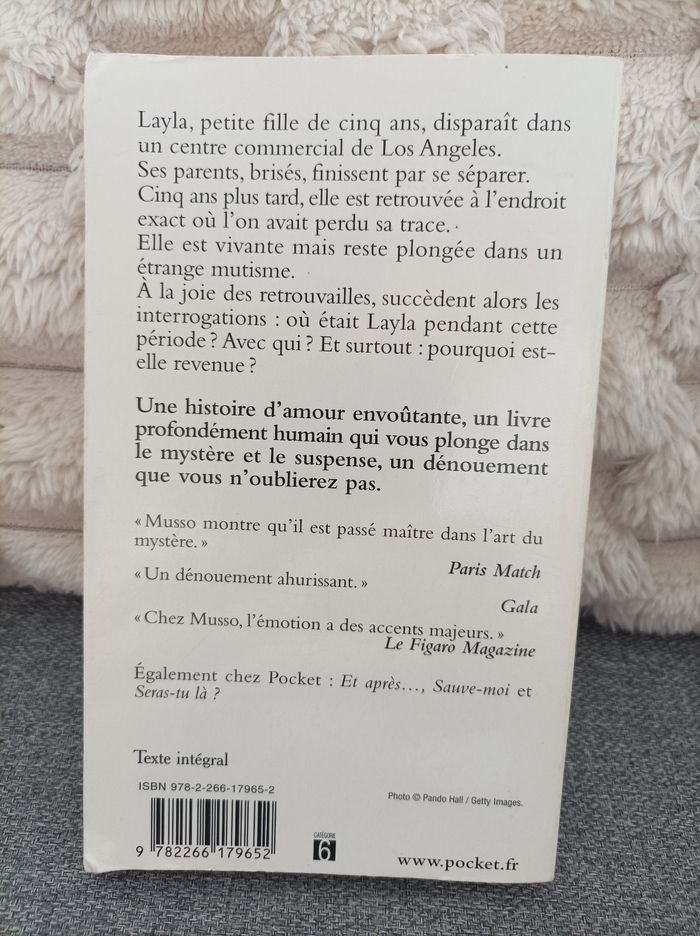 Layla, petite fille de cinq ans, disparaît dans
un centre commercial de Los Angeles.
Ses parents, brisés, finissent par se séparer.
Cinq ans plus tard, elle est retrouvée à l'endroit
exact où l'on avait perdu sa trace.
Elle est vivante mais reste plongée dans un
étrange mutisme.
À la joie des retrouvailles, succèdent alors les
interrogations : où était Layla pendant cette
période ? Avec qui ? Et surtout : pourquoi est-
elle revenue ?
Une histoire d'amour envoûtante, un livre
profondément humain qui vous plonge dans
le mystère et le suspense, un dénouement
que vous n'oublierez pas.
« Musso montre qu'il est passé maître dans l'art du
mystère. »
Paris Match
« Un dénouement ahurissant. »
Gala
« Chez Musso, l'émotion a des accents majeurs. »
Le Figaro Magazine
Également chez Pocket : Et après…, Sauve-moi et
Seras-tu là ?
Texte intégral
ISBN 978-2-266-17965-2
Photo © Pando Hall / Getty Images.
9 782266 179652
CATÉGORIE
6
www.pocket.fr